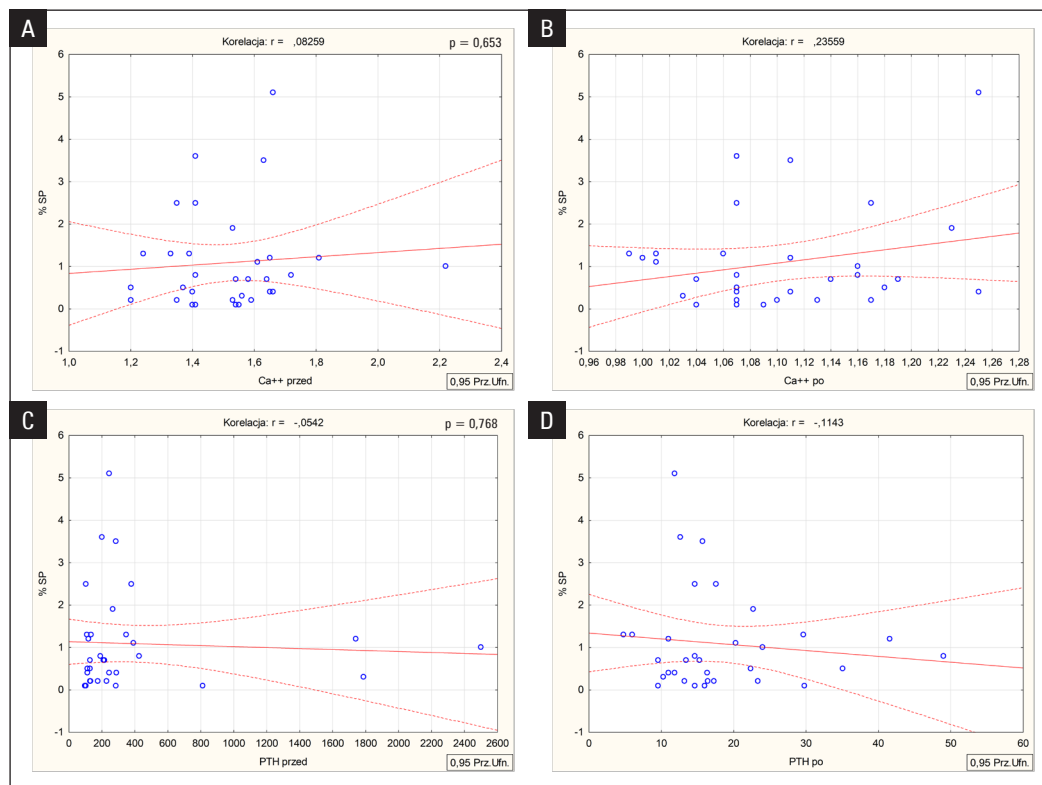 A
Korelacja: r = ,08259
p = 0,653
6
5
4
3
2
1
0
-1
% SP
1,0 1,2 1,4 1,6 1,8 2,0 2,2 2,4
Ca++ przed
0,95 Prz.Ufn.
B
Korelacja: r = ,23559
6
5
4
3
2
1
0
-1
% SP
0,96 0,98 1,00 1,02 1,04 1,06 1,08 1,10 1,12 1,14 1,16 1,18 1,20 1,22 1,24 1,26 1,28
Ca++ po
0,95 Prz.Ufn.
C
Korelacja: r = -,0542
p = 0,768
6
5
4
3
2
1
0
-1
% SP
0 200 400 600 800 1000 1200 1400 1600 1800 2000 2200 2400 2600
PTH przed
0,95 Prz.Ufn.
D
Korelacja: r = -,1143
6
5
4
3
2
1
0
-1
% SP
0 10 20 30 40 50 60
PTH po
0,95 Prz.Ufn.